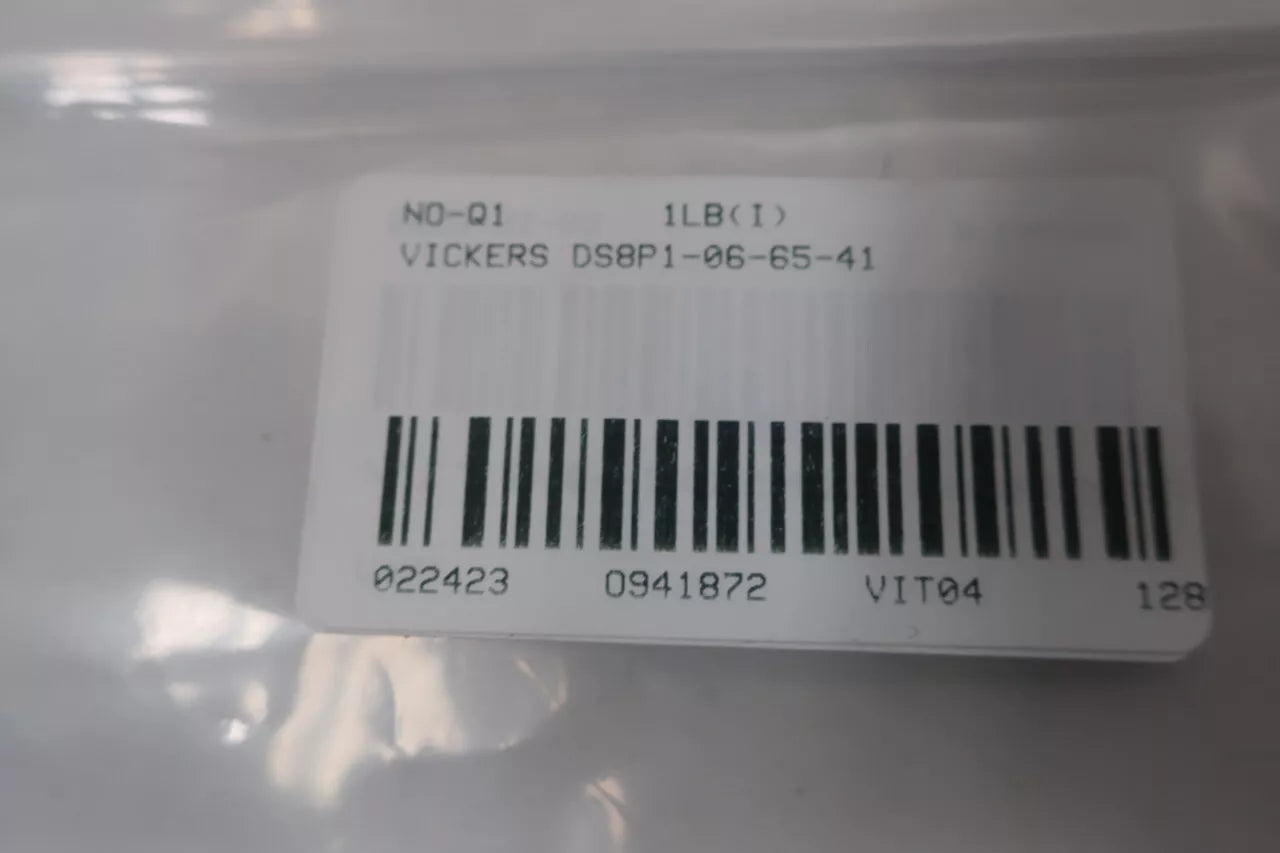 NO-Q1 1LB(I)
VICKERS DS8P1-06-65-41
022423 0941872 VIT04 128